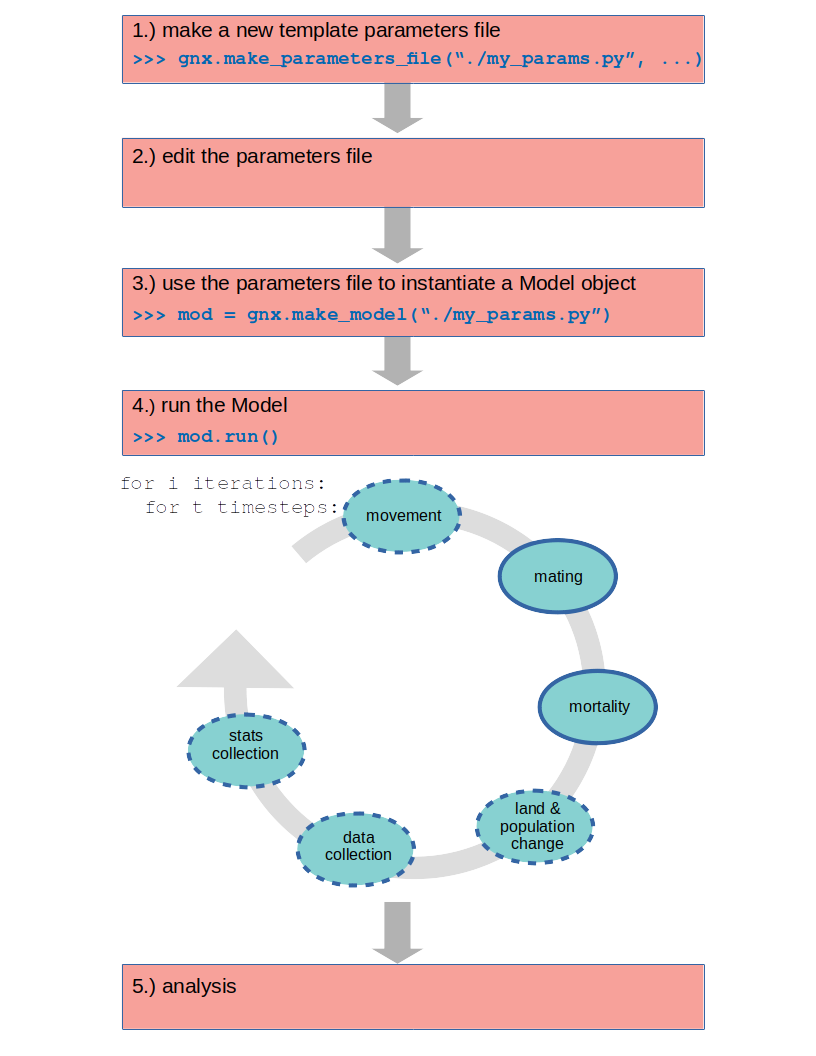 1.) make a new template parameters file
>>> gnx.make_parameters_file(“./my_params.py”, ...)
2.) edit the parameters file
3.) use the parameters file to instantiate a Model object
>>> mod = gnx.make_model(“./my_params.py”)
4.) run the Model
>>> mod.run()
for i iterations:
for t timesteps:
movement
mating
mortality
land &
population
change
data
collection
stats
collection
5.) analysis